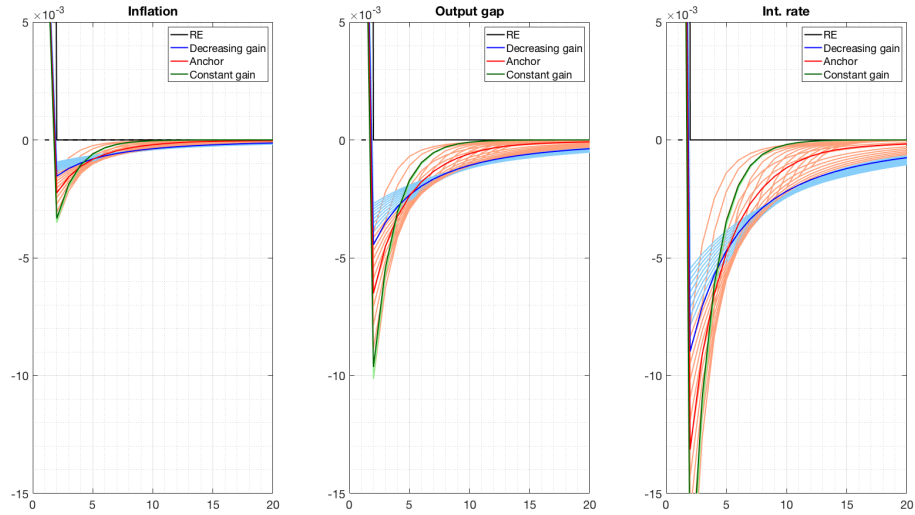 ×10⁻³
Inflation
5
0
-5
-10
-15
0
5
10
15
20
RE
Decreasing gain
Anchor
Constant gain
×10⁻³
Output gap
5
0
-5
-10
-15
0
5
10
15
20
RE
Decreasing gain
Anchor
Constant gain
×10⁻³
Int. rate
5
0
-5
-10
-15
0
5
10
15
20
RE
Decreasing gain
Anchor
Constant gain